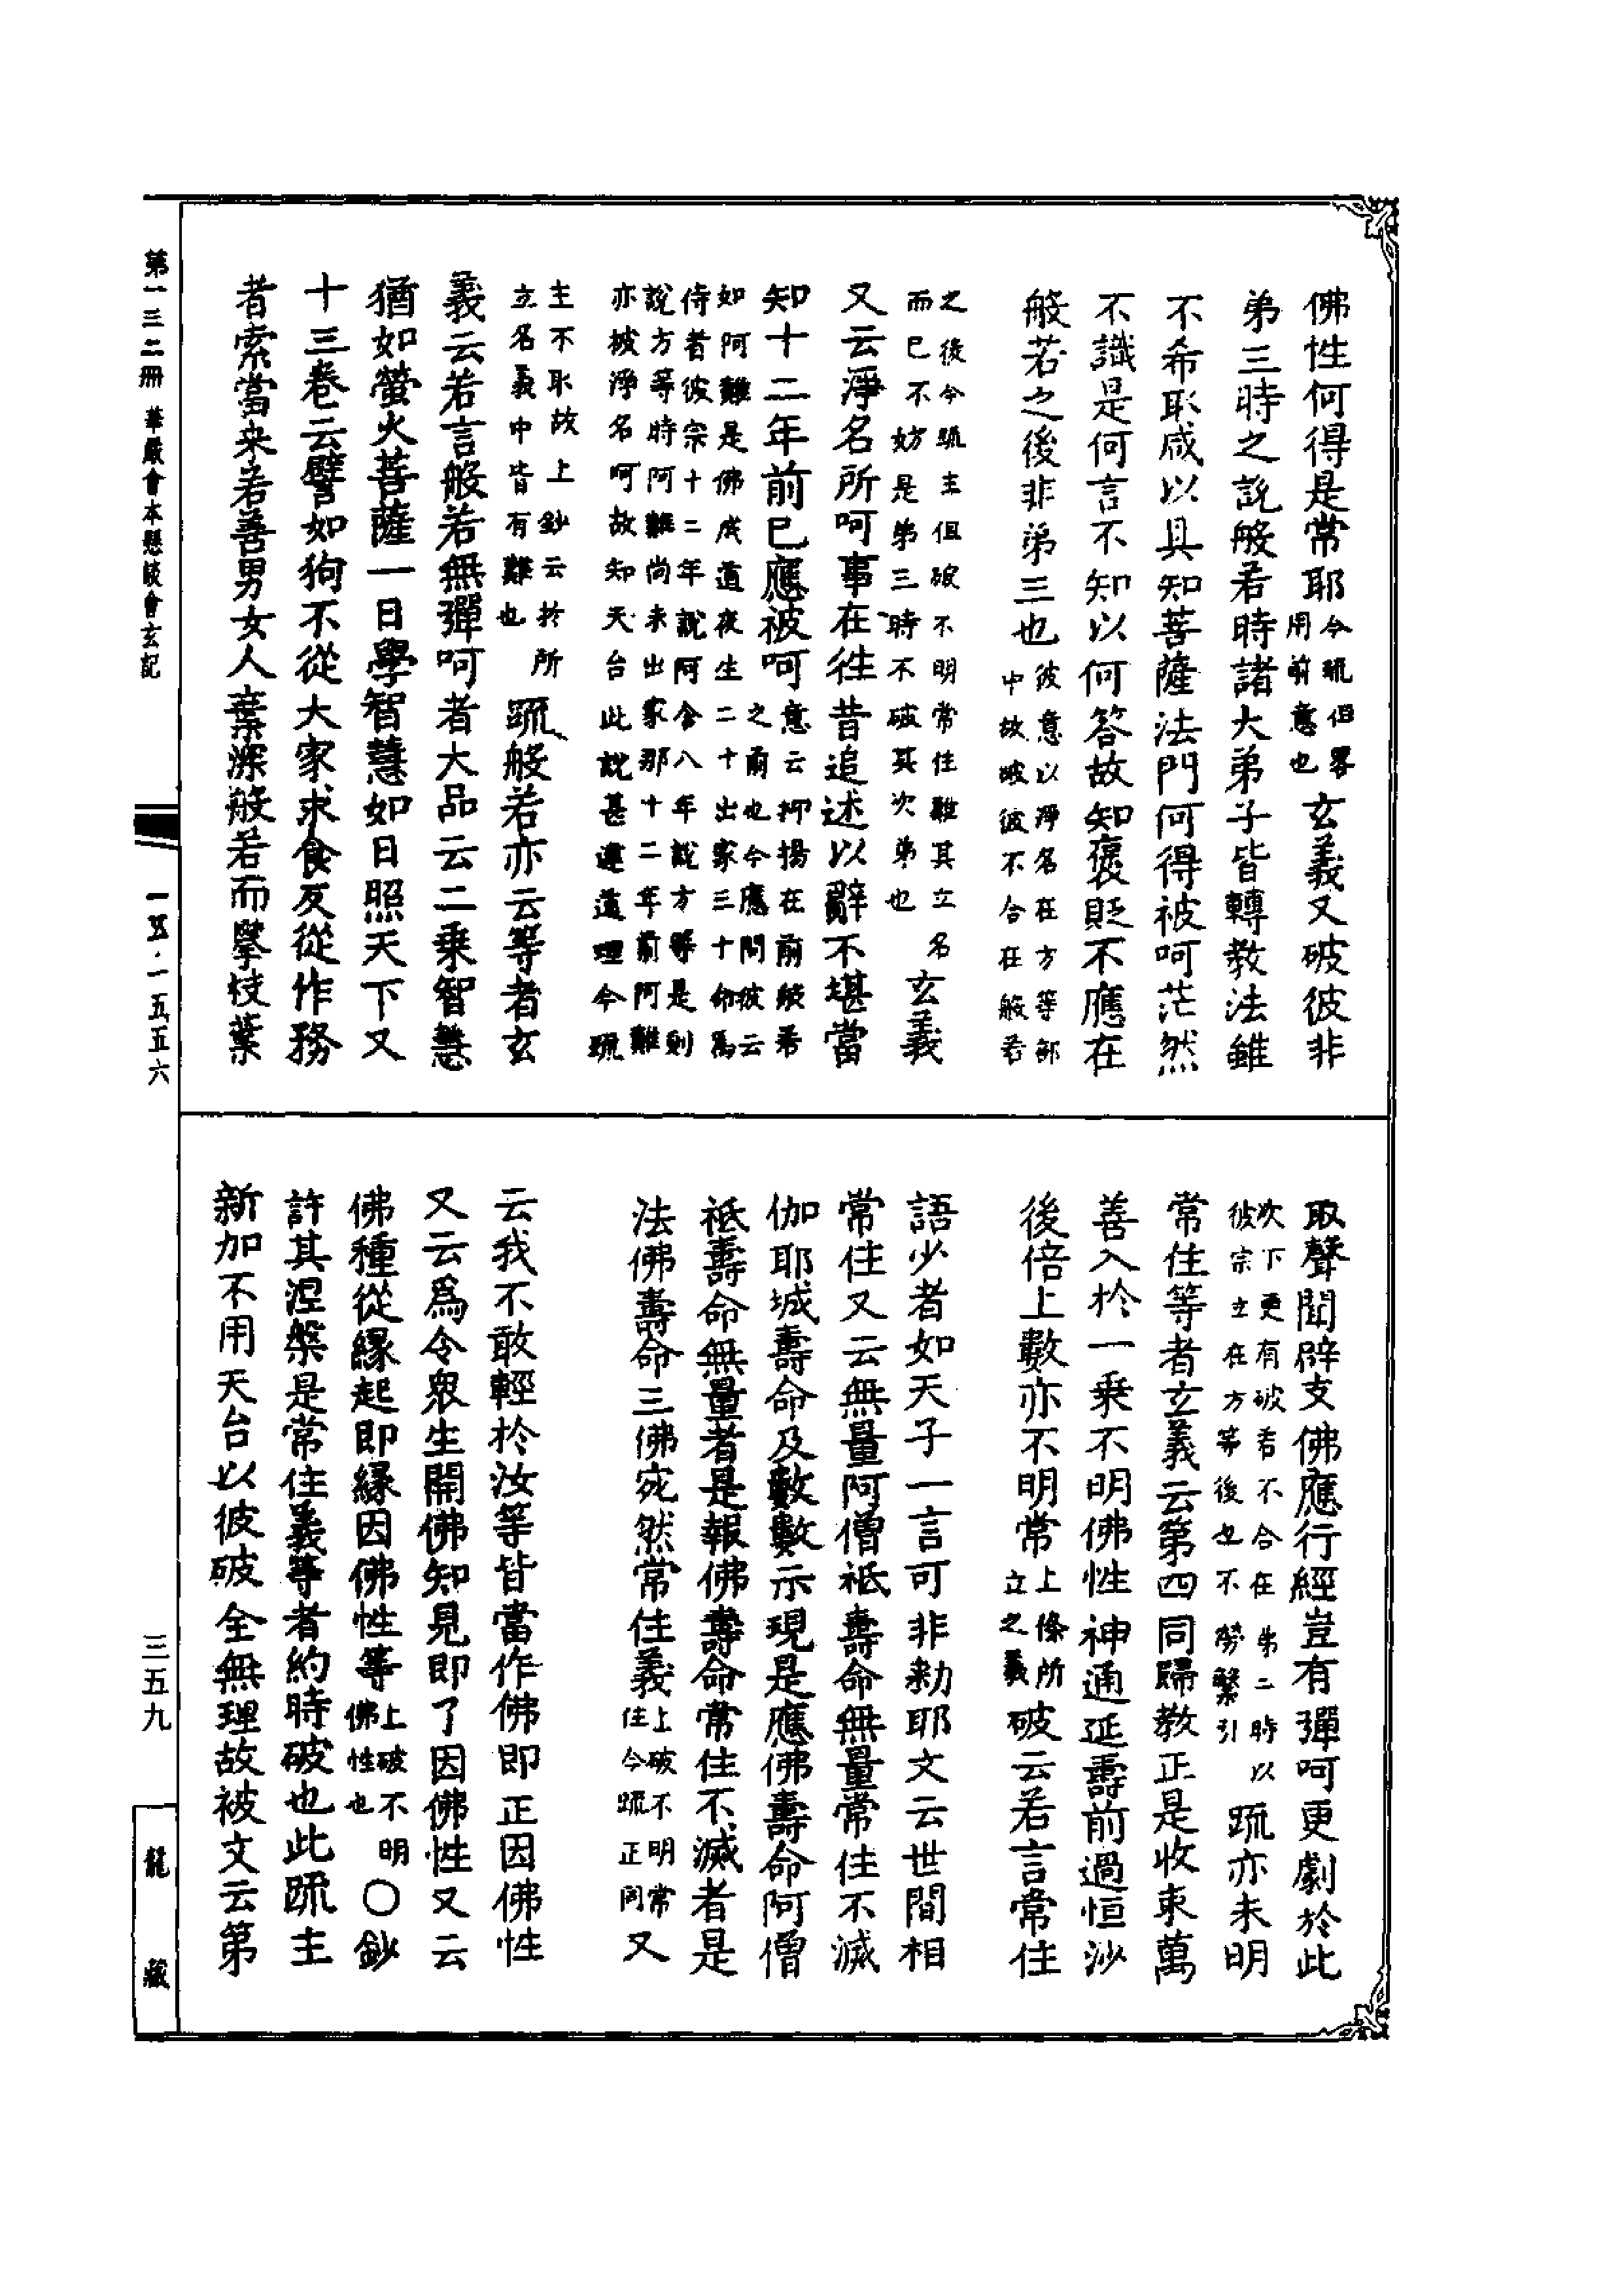 佛性何得是常耶今疏但畧用前意也玄義又破彼非
第三時之說般若時諸大弟子皆轉教法雖
不希取咸以具知菩薩法門何得被呵茫然
不識是何言不知以何答故知褒貶不應在
般若之後非弟三也彼意以淨名在方等部中故破彼不合在般若
之後今疏主但破不明常住難其立名而已不妨是弟三時不破其次弟也玄義
又云淨名所呵事在徃昔追述以辭不堪當
知十二年前已應被呵意云抑揚在前般若之前也今應問彼云
如阿難是佛成道夜生二十出家三十命爲侍者彼宗十二年說阿含八年說方等是則
說方等時阿難尚未出家那十二年前阿難亦被淨名呵故知天台此說甚違道理今疏
主不取故上鈔云扵所立名義中皆有難也疏般若亦云等者玄
義云若言般若無彈呵者大品云二乗智慧
猶如螢火菩薩一日學智慧如日照天下又
十三卷云譬如狗不從大家求食反從作務
者索當来若善男女人棄深般若而攀枝葉
取聲聞辟支佛應行經豈有彈呵更劇於此
次下更有破若不合在弟二時以彼宗立在方等後也不勞繁引疏亦未明
常住等者玄義云第四同歸教正是收束萬
善入扵一乗不明佛性神通延壽前過恒沙
後倍上數亦不明常上條所立之義破云若言常住
語少者如天子一言可非勅耶文云世間相
常住又云無量阿僧祇壽命無量常住不滅
伽耶城壽命及數數示現是應佛壽命阿僧
祇壽命無量者是報佛壽命常住不滅者是
法佛壽命三佛宛然常住義上破不明常住今疏正同又
云我不敢輕扵汝等皆當作佛即正因佛性
又云爲令衆生開佛知見即了因佛性又云
佛種從緣起即緣因佛性等上破不明佛性也〇鈔
許其涅槃是常住義等者約時破也此疏主
新加不用天台以彼破全無理故被文云第
第一三二冊 華嚴會本懸談會玄記
一五·一五五六
三五九
龍藏